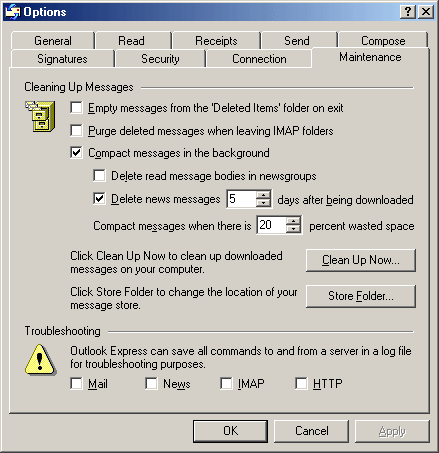 Options
General Read Receipts Send Compose
Signatures Security Connection Maintenance
Cleaning Up Messages
Empty messages from the 'Deleted Items' folder on exit
Purge deleted messages when leaving IMAP folders
Compact messages in the background
Delete read message bodies in newsgroups
Delete news messages 5 days after being downloaded
Compact messages when there is 20 percent wasted space
Click Clean Up Now to clean up downloaded
messages on your computer.
Clean Up Now...
Click Store Folder to change the location of your
message store.
Store Folder...
Troubleshooting
Outlook Express can save all commands to and from a server in a log file
for troubleshooting purposes.
Mail News IMAP HTTP
OK Cancel Apply